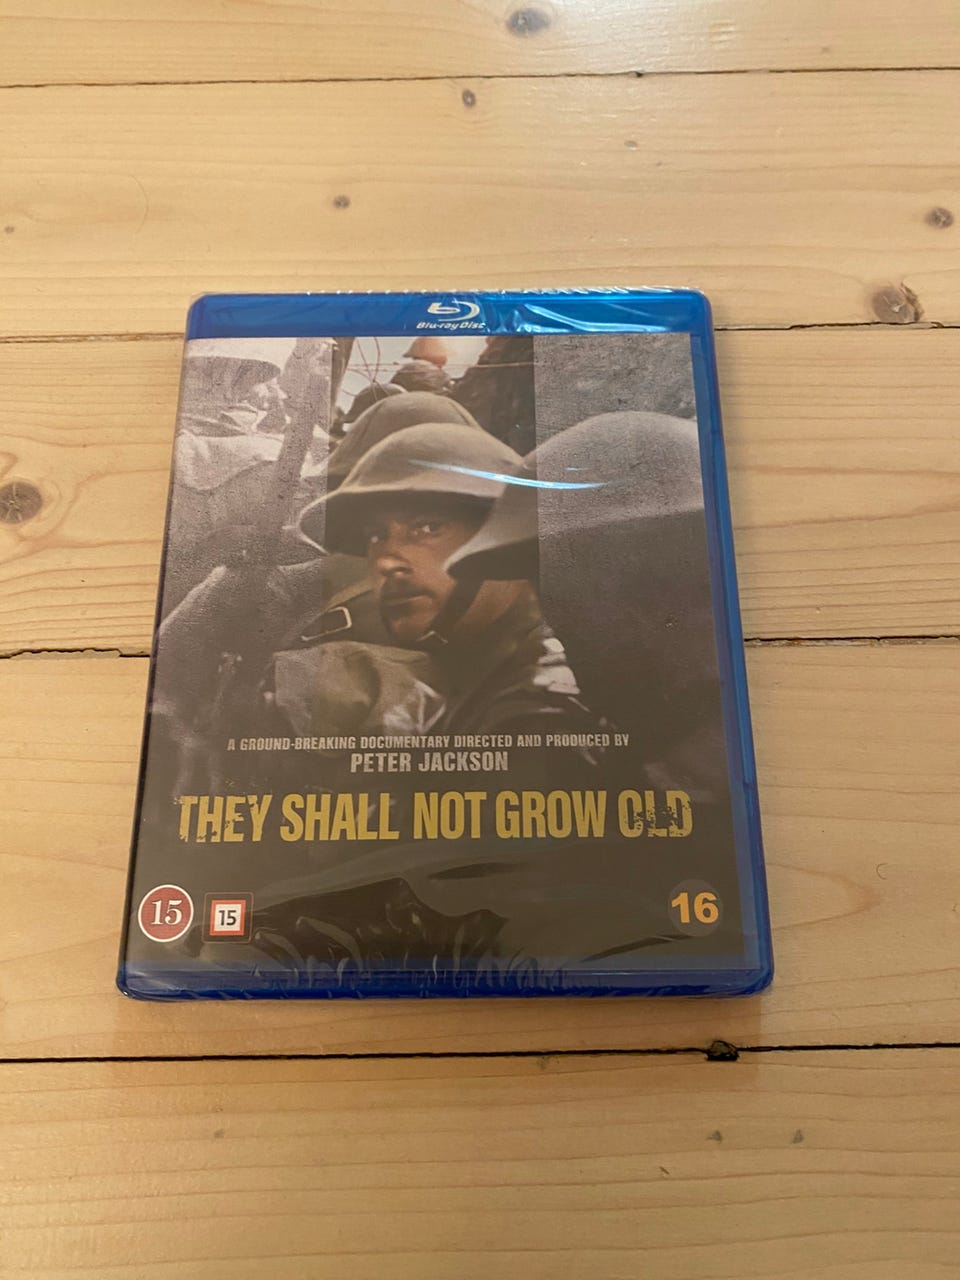 Blu-ray Disc
A GROUND-BREAKING DOCUMENTARY DIRECTED AND PRODUCED BY
PETER JACKSON
THEY SHALL NOT GROW OLD
15 15 16